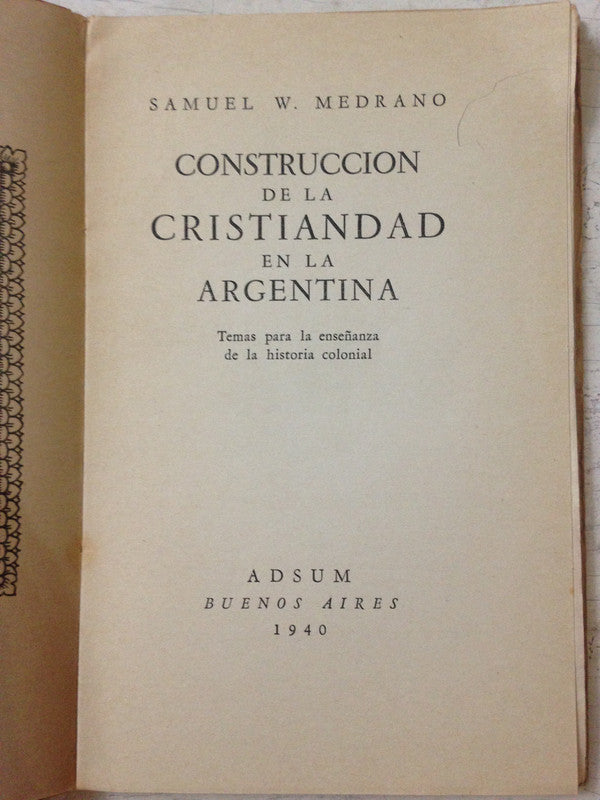 SAMUEL W. MEDRANO
CONSTRUCCION
DE LA
CRISTIANDAD
EN LA
ARGENTINA
Temas para la enseñanza
de la historia colonial
ADSUM
BUENOS AIRES
1940